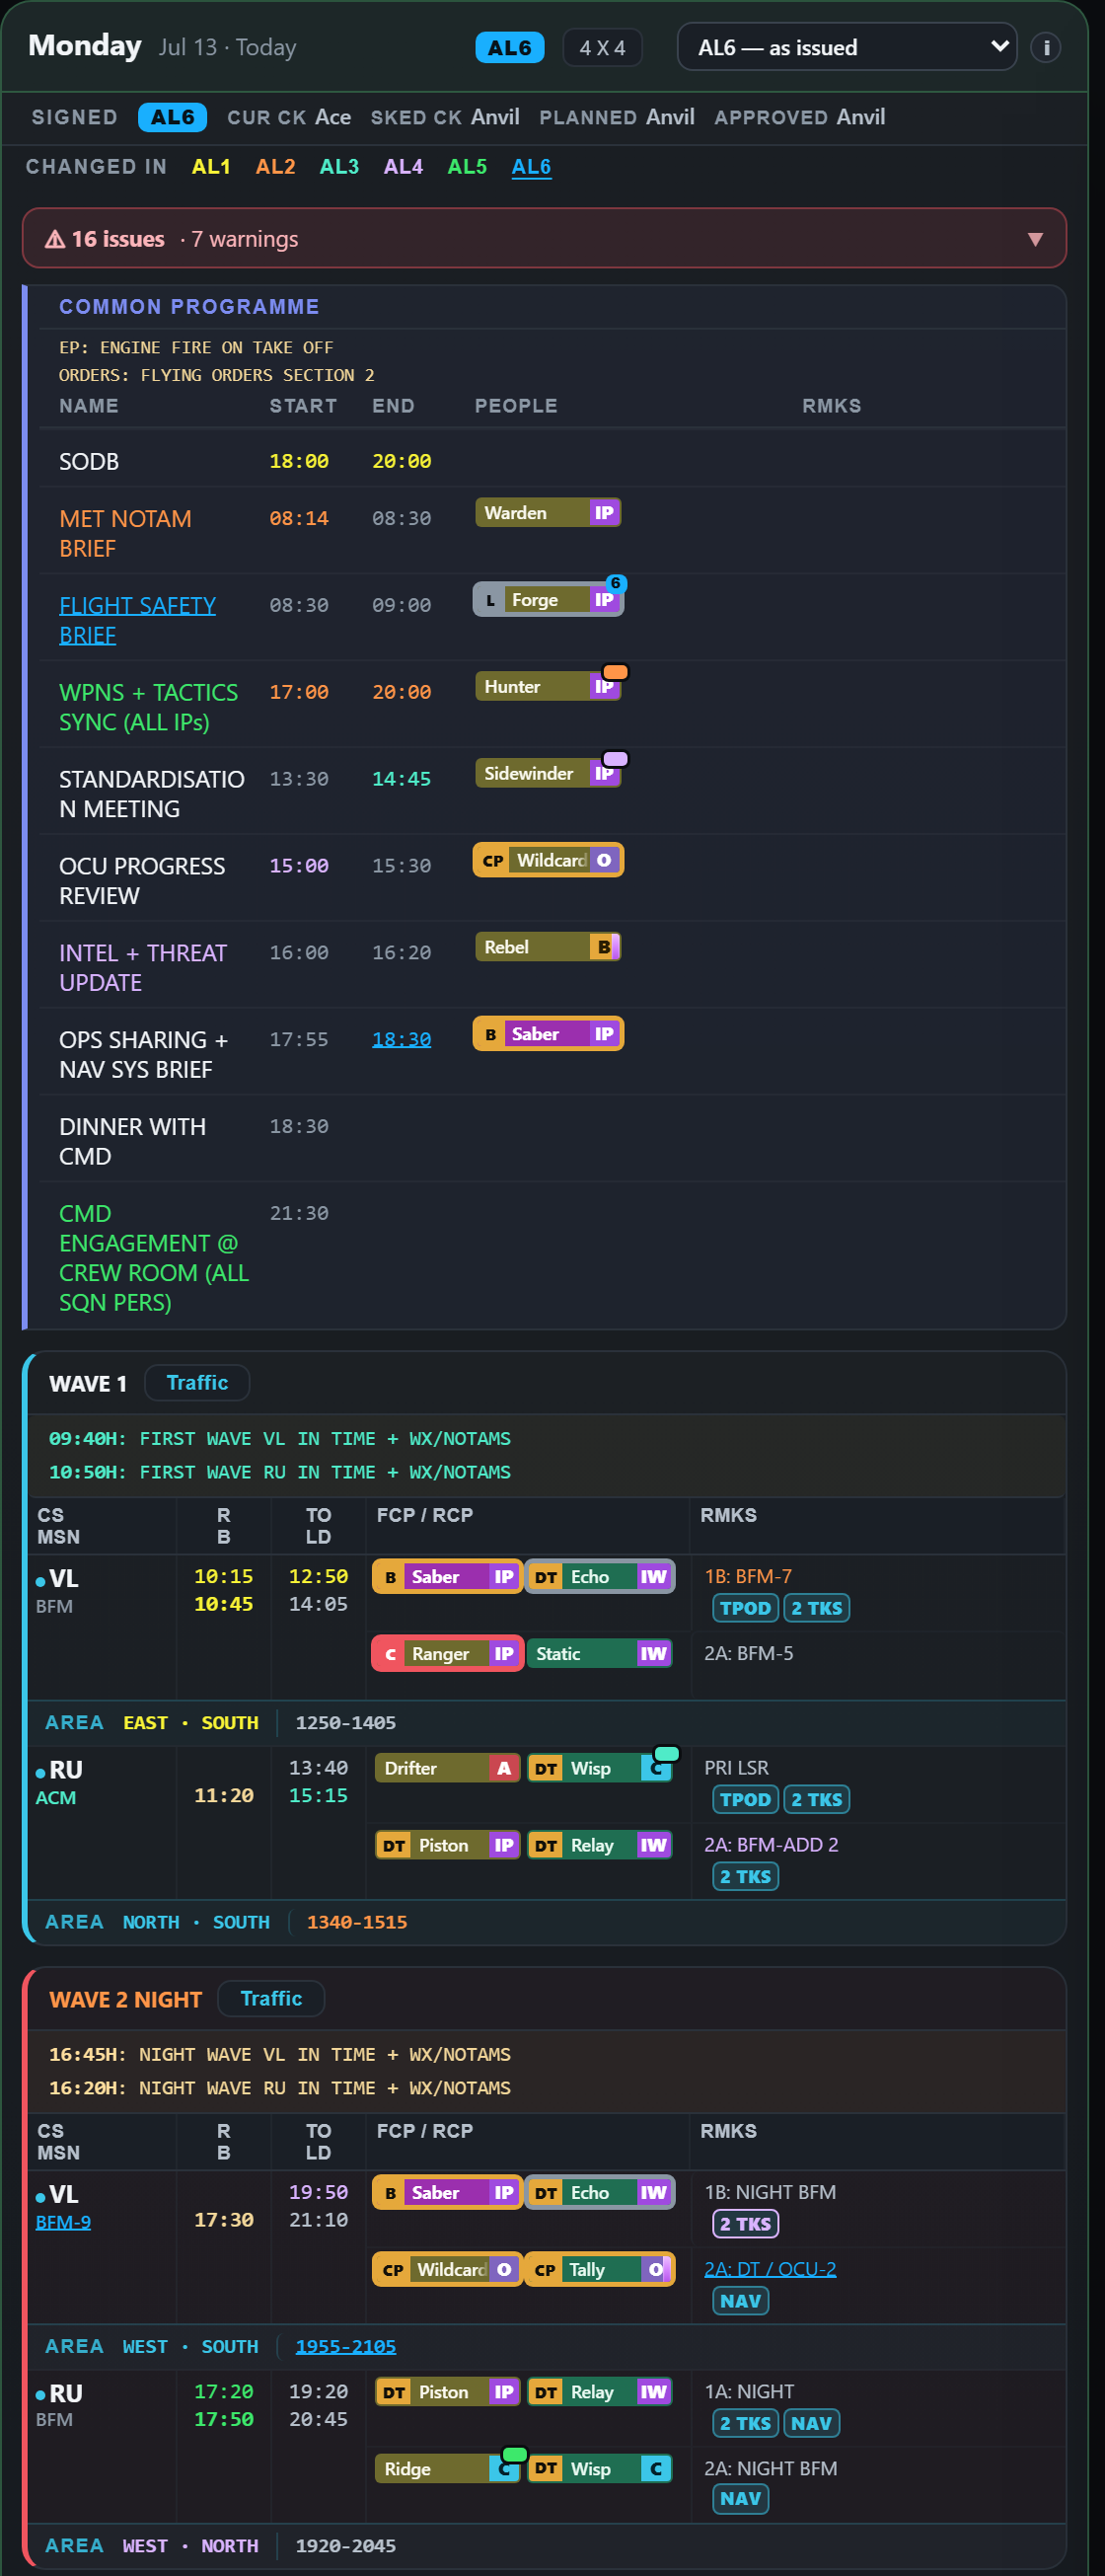 Monday Jul 13 · Today AL6 4 X 4 AL6 — as issued i
SIGNED AL6 CUR CK Ace SKED CK Anvil PLANNED Anvil APPROVED Anvil
CHANGED IN AL1 AL2 AL3 AL4 AL5 AL6
⚠ 16 issues · 7 warnings ▼
COMMON PROGRAMME
EP: ENGINE FIRE ON TAKE OFF
ORDERS: FLYING ORDERS SECTION 2
NAME START END PEOPLE RMKS
SODB 18:00 20:00
MET NOTAM 08:14 08:30 Warden IP
BRIEF
FLIGHT SAFETY 08:30 09:00 L Forge IP 6
BRIEF
WPNS + TACTICS 17:00 20:00 Hunter IP
SYNC (ALL IPs)
STANDARDISATIO 13:30 14:45 Sidewinder IP
N MEETING
OCU PROGRESS 15:00 15:30 CP Wildcard O
REVIEW
INTEL + THREAT 16:00 16:20 Rebel B
UPDATE
OPS SHARING + 17:55 18:30 B Saber IP
NAV SYS BRIEF
DINNER WITH 18:30
CMD
CMD 21:30
ENGAGEMENT @
CREW ROOM (ALL
SQN PERS)
WAVE 1 Traffic
09:40H: FIRST WAVE VL IN TIME + WX/NOTAMS
10:50H: FIRST WAVE RU IN TIME + WX/NOTAMS
CS R TO FCP / RCP RMKS
MSN B LD
VL 10:15 12:50 B Saber IP DT Echo IW 1B: BFM-7
BFM 10:45 14:05 TPOD 2 TKS
C Ranger IP Static IW 2A: BFM-5
AREA EAST · SOUTH 1250-1405
RU 13:40 Drifter A DT Wisp C PRI LSR
ACM 11:20 15:15 TPOD 2 TKS
DT Piston IP DT Relay IW 2A: BFM-ADD 2
2 TKS
AREA NORTH · SOUTH 1340-1515
WAVE 2 NIGHT Traffic
16:45H: NIGHT WAVE VL IN TIME + WX/NOTAMS
16:20H: NIGHT WAVE RU IN TIME + WX/NOTAMS
CS R TO FCP / RCP RMKS
MSN B LD
VL 19:50 B Saber IP DT Echo IW 1B: NIGHT BFM
BFM-9 17:30 21:10 2 TKS
CP Wildcard O CP Tally O 2A: DT / OCU-2
NAV
AREA WEST · SOUTH 1955-2105
RU 17:20 19:20 DT Piston IP DT Relay IW 1A: NIGHT
BFM 17:50 20:45 2 TKS NAV
Ridge C DT Wisp C 2A: NIGHT BFM
NAV
AREA WEST · NORTH 1920-2045